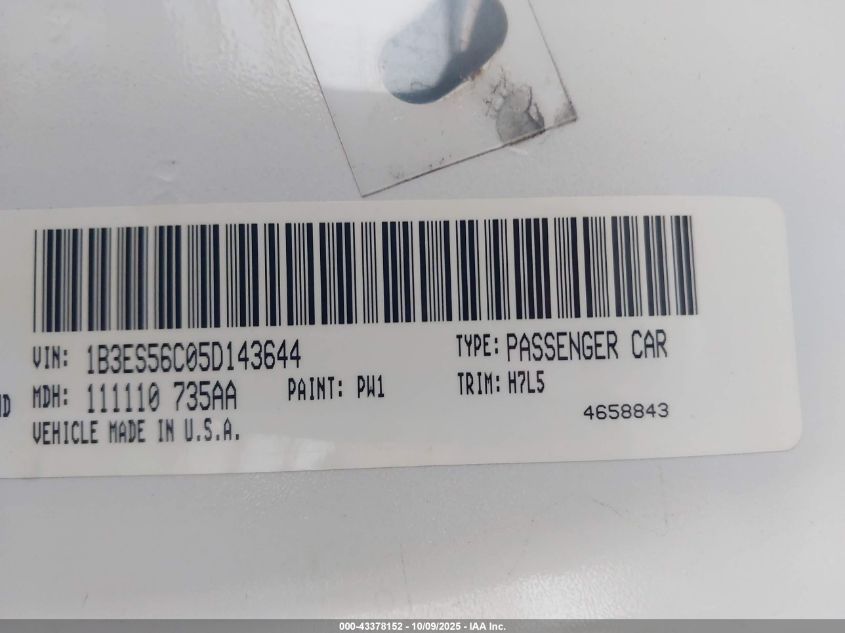 VIN: 1B3ES56C05D143644 TYPE: PASSENGER CAR
MDH: 111110 735AA PAINT: PW1 TRIM: H7L5
4658843
VEHICLE MADE IN U.S.A.
000-43378152 - 10/09/2025 - IAA Inc.